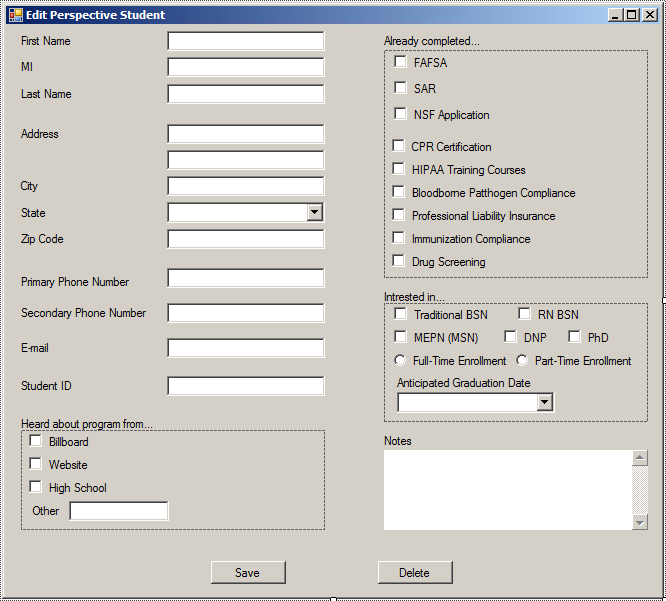 Edit Perspective Student
First Name
MI
Last Name
Address
City
State
Zip Code
Primary Phone Number
Secondary Phone Number
E-mail
Student ID
Heard about program from...
Billboard
Website
High School
Other
Already completed...
FAFSA
SAR
NSF Application
CPR Certification
HIPAA Training Courses
Bloodborne Patthogen Compliance
Professional Liability Insurance
Immunization Compliance
Drug Screening
Intrested in...
Traditional BSN RN BSN
MEPN (MSN) DNP PhD
Full-Time Enrollment Part-Time Enrollment
Anticipated Graduation Date
Notes
Save Delete